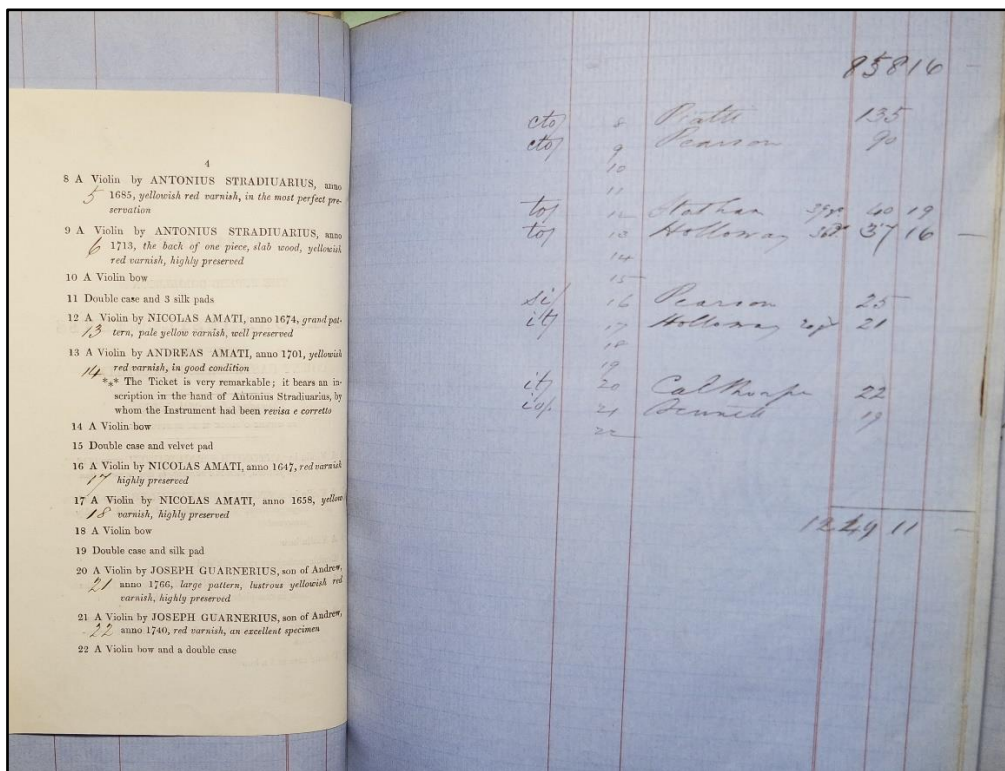 4
8 A Violin by ANTONIUS STRADIUARIUS, anno
5 1685, yellowish red varnish, in the most perfect pre-
servation
9 A Violin by ANTONIUS STRADIUARIUS, anno
6 1713, the back of one piece, slab wood, yellowish
red varnish, highly preserved
10 A Violin bow
11 Double case and 3 silk pads
12 A Violin by NICOLAS AMATI, anno 1674, grand pat-
13 tern, pale yellow varnish, well preserved
13 A Violin by ANDREAS AMATI, anno 1701, yellowish
14 red varnish, in good condition
*** The Ticket is very remarkable; it bears an in-
scription in the hand of Antonius Stradiuarius, by
whom the Instrument had been revisa e corretto
14 A Violin bow
15 Double case and velvet pad
16 A Violin by NICOLAS AMATI, anno 1647, red varnish
17 highly preserved
17 A Violin by NICOLAS AMATI, anno 1658, yellow
18 varnish, highly preserved
18 A Violin bow
19 Double case and silk pad
20 A Violin by JOSEPH GUARNERIUS, son of Andrew,
21 anno 1766, large pattern, lustrous yellowish red
varnish, highly preserved
21 A Violin by JOSEPH GUARNERIUS, son of Andrew,
22 anno 1740, red varnish, an excellent specimen
22 A Violin bow and a double case
858 16 -
cto/ 8 Piatti 135
cto/ 9 Pearson 90
10
11
to/ 12 Hathan 40 19
to/ 13 Holloway 37 16 -
14
15
si/ 16 Pearson 25
it/ 17 Holloway 21
18
19
it/ 20 Calthorpe 22
21 Bennett 19
22
1249 11 -